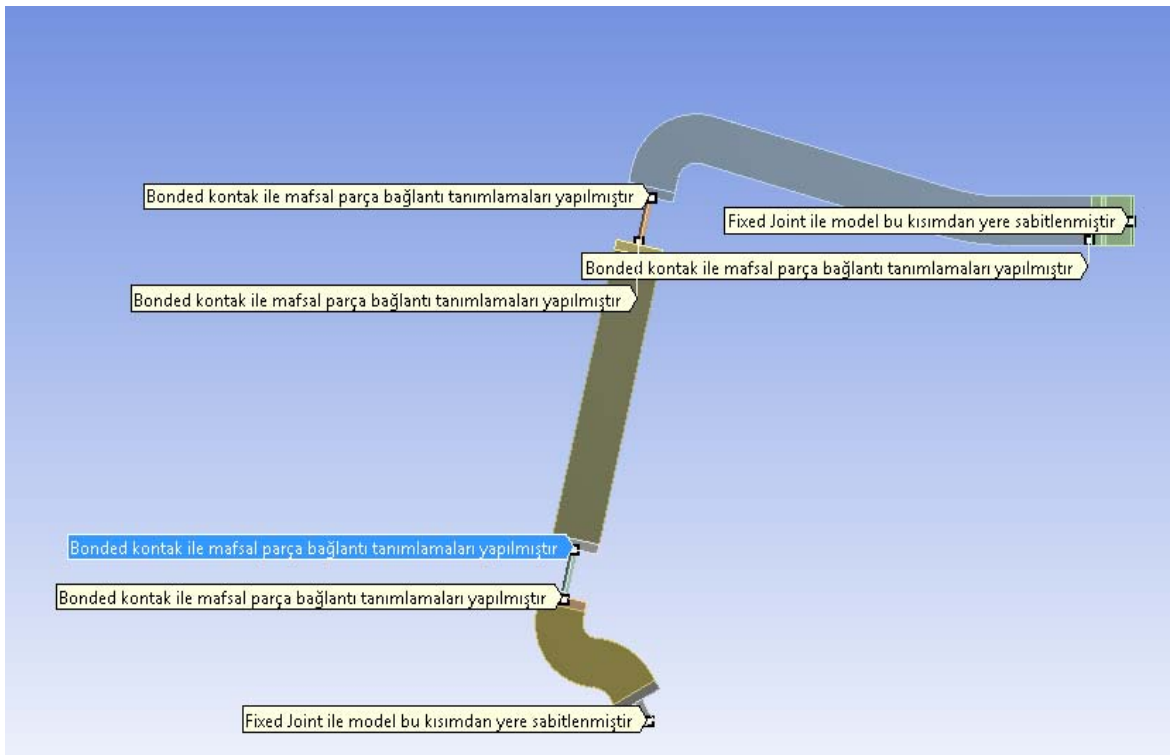 Bonded kontak ile mafsal parça bağlantı tanımlamaları yapılmıştır
Fixed Joint ile model bu kısımdan yere sabitlenmiştir
Bonded kontak ile mafsal parça bağlantı tanımlamaları yapılmıştır
Bonded kontak ile mafsal parça bağlantı tanımlamaları yapılmıştır
Bonded kontak ile mafsal parça bağlantı tanımlamaları yapılmıştır
Bonded kontak ile mafsal parça bağlantı tanımlamaları yapılmıştır
Fixed Joint ile model bu kısımdan yere sabitlenmiştir